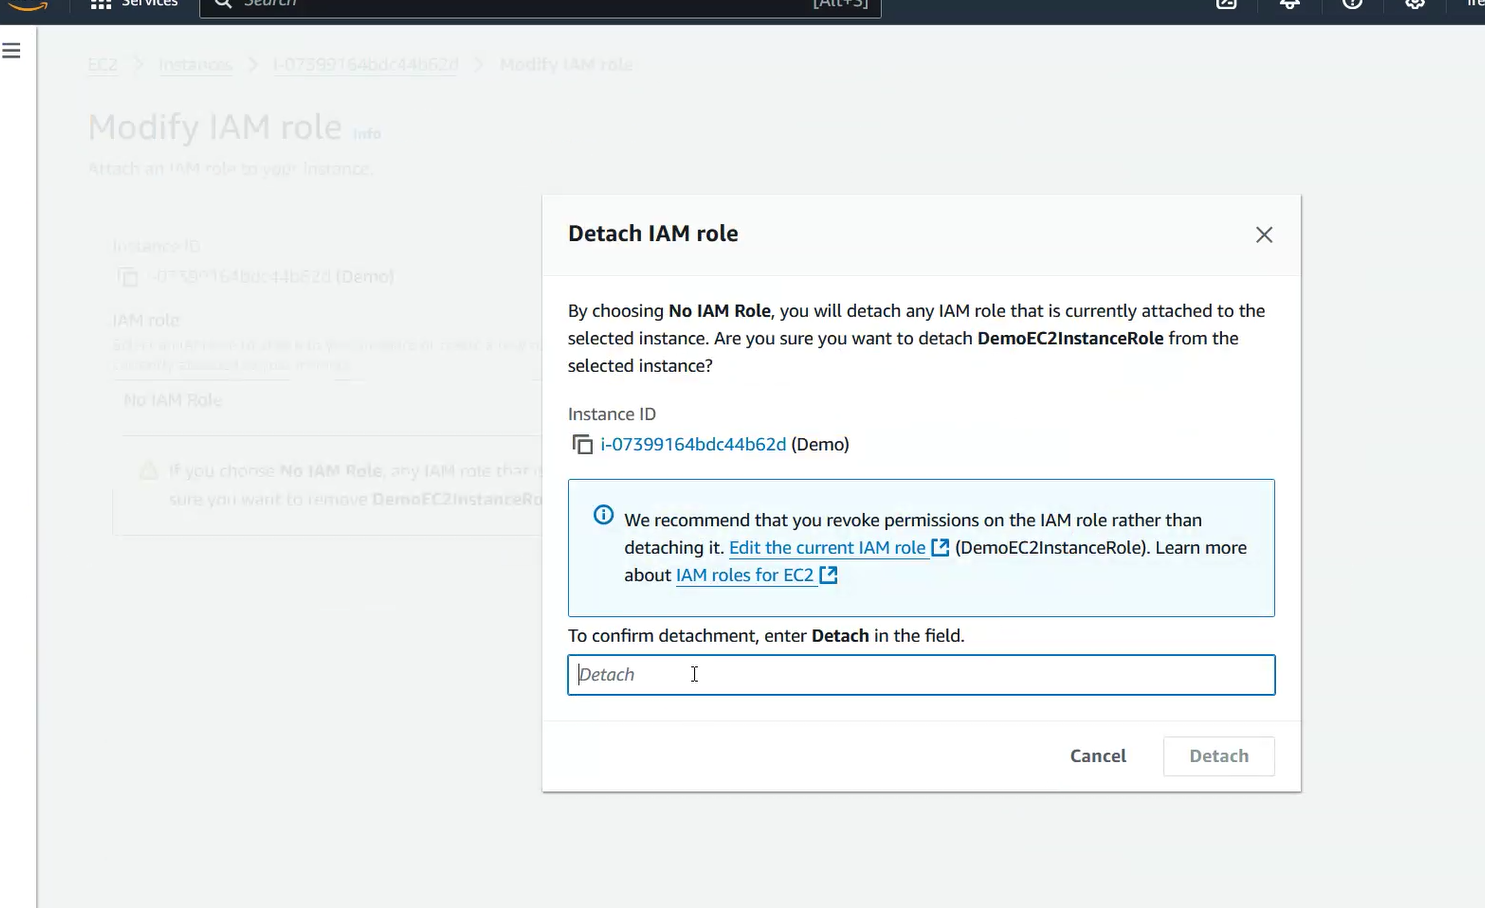 Services
Search
[Alt+S]
EC2 > Instances > i-07399164bdc44b62d > Modify IAM role
Modify IAM role Info
Attach an IAM role to your instance.
Instance ID
i-07399164bdc44b62d (Demo)
IAM role
No IAM Role
If you choose No IAM Role, any IAM role that
sure you want to remove DemoEC2InstanceRo
Detach IAM role
By choosing No IAM Role, you will detach any IAM role that is currently attached to the
selected instance. Are you sure you want to detach DemoEC2InstanceRole from the
selected instance?
Instance ID
i-07399164bdc44b62d (Demo)
We recommend that you revoke permissions on the IAM role rather than
detaching it. Edit the current IAM role (DemoEC2InstanceRole). Learn more
about IAM roles for EC2
To confirm detachment, enter Detach in the field.
Detach
Cancel
Detach